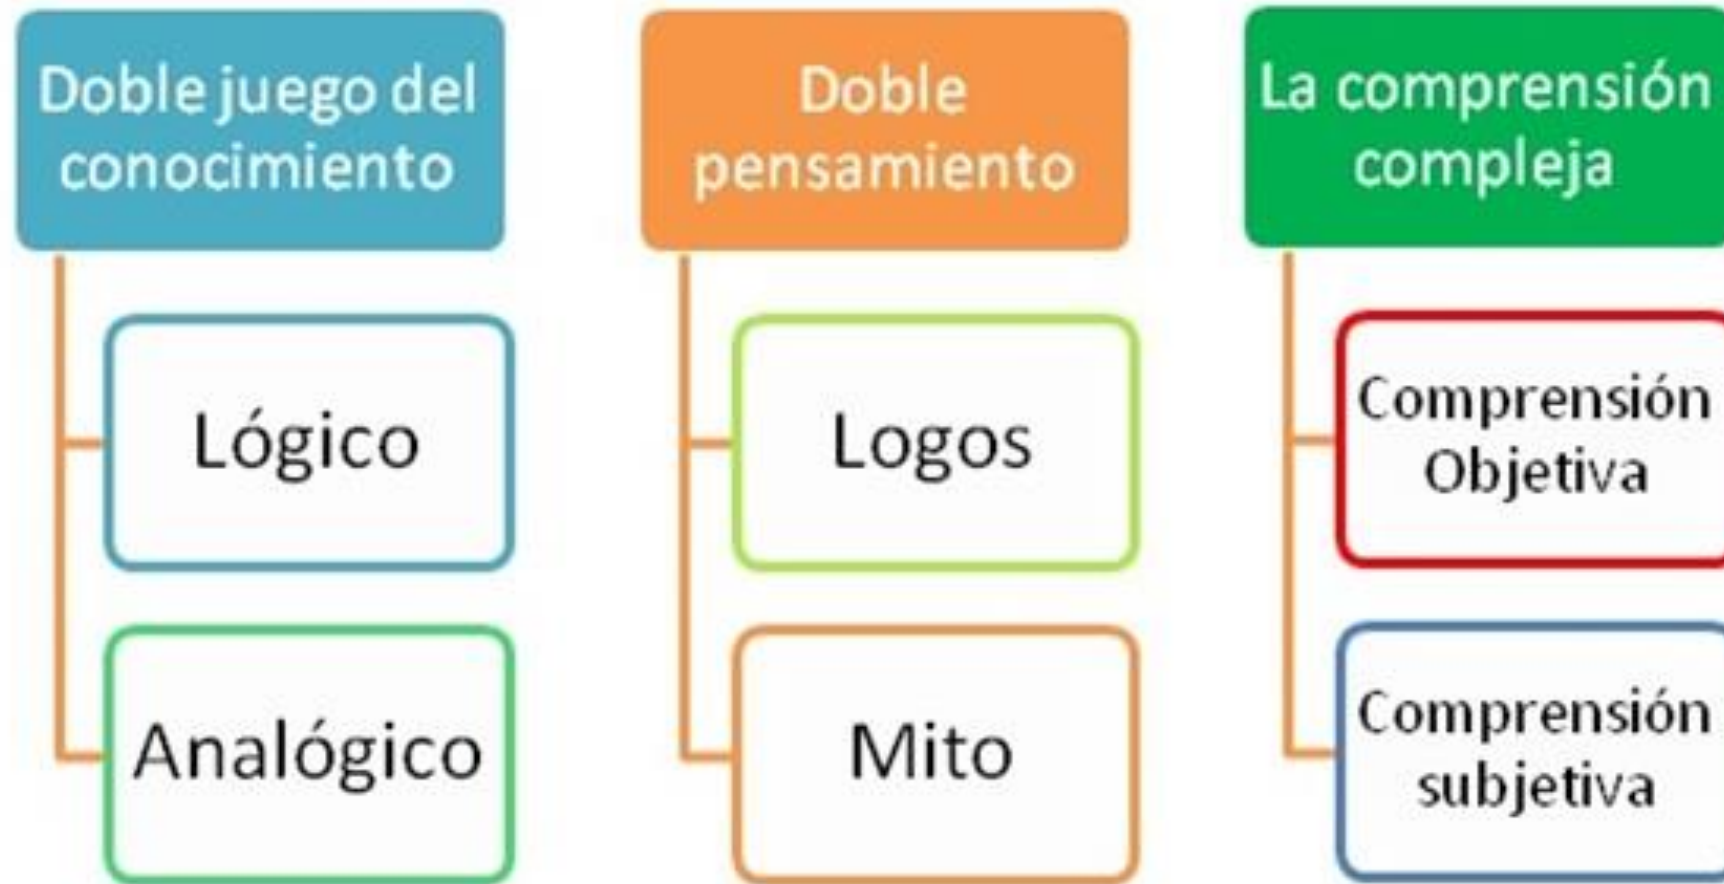 Doble juego del
conocimiento
Lógico
Analógico
Doble
pensamiento
Logos
Mito
La comprensión
compleja
Comprensión
Objetiva
Comprensión
subjetiva